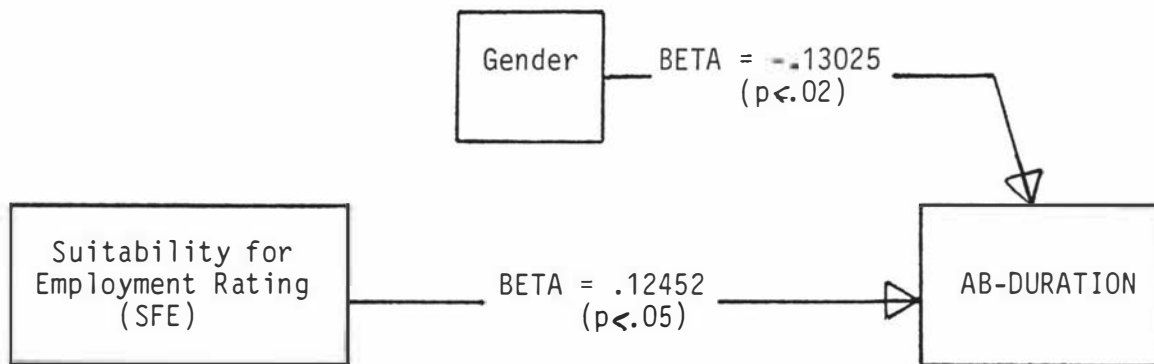 Gender
BETA = -.13025
(p<.02)
Suitability for
Employment Rating
(SFE)
BETA = .12452
(p<.05)
AB-DURATION